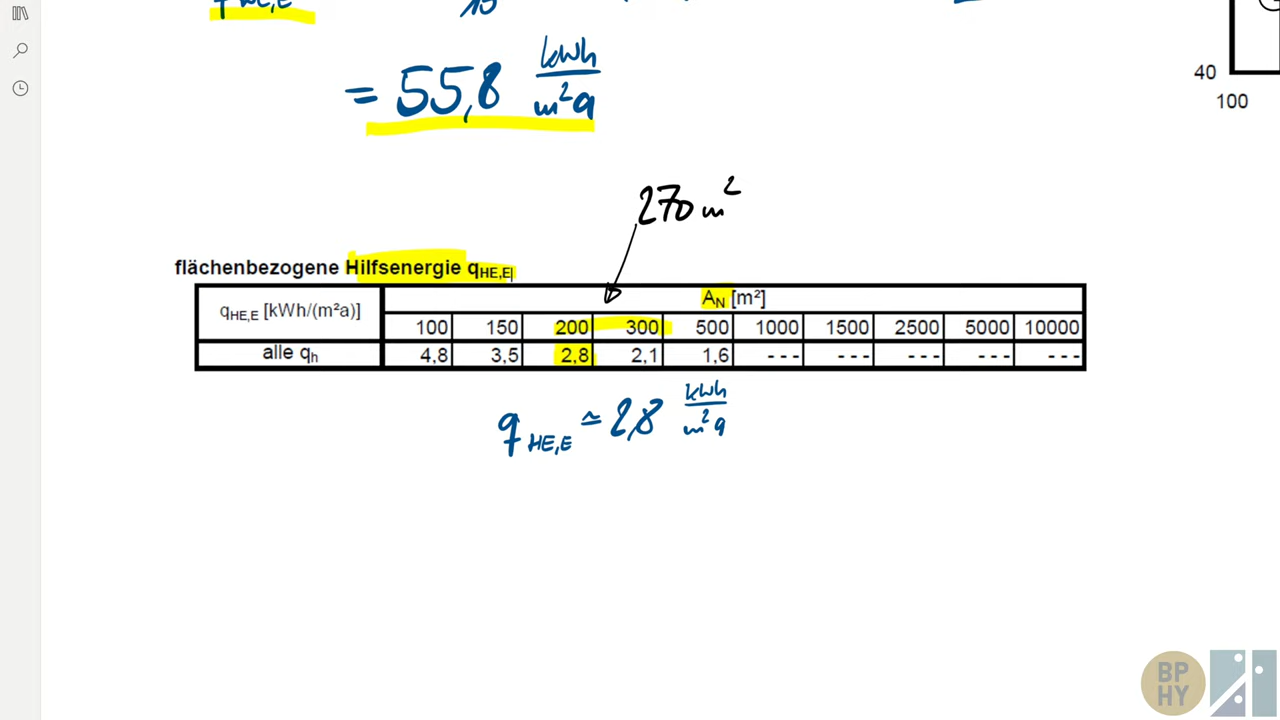 40
100
= 55,8 kWh/m²a
270 m²
flächenbezogene Hilfsenergie qHE,E
qHE,E [kWh/(m²a)] AN [m²]
100 150 200 300 500 1000 1500 2500 5000 10000
alle qh 4,8 3,5 2,8 2,1 1,6 --- --- --- --- ---
qHE,E ≃ 2,8 kWh/m²a
BP
HY